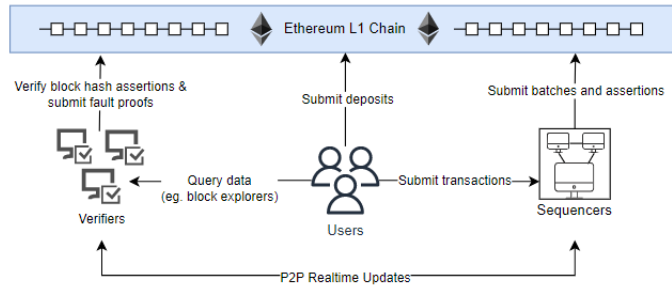 Ethereum L1 Chain
Verify block hash assertions &
submit fault proofs
Submit deposits
Submit batches and assertions
Query data
(eg. block explorers)
Submit transactions
Verifiers
Users
Sequencers
P2P Realtime Updates